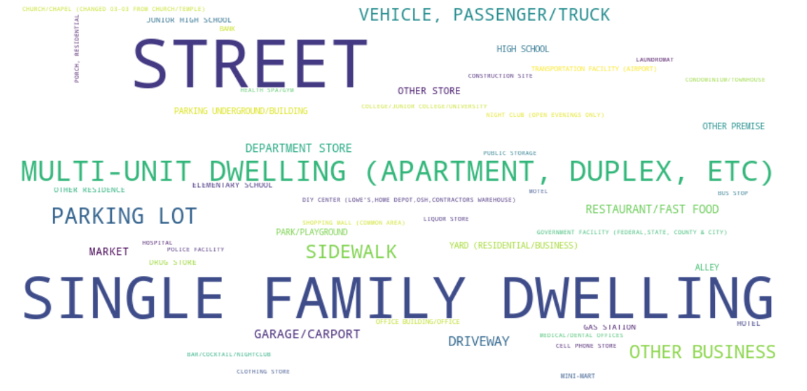 CHURCH/CHAPEL (CHANGED 03-03 FROM CHURCH/TEMPLE)
VEHICLE, PASSENGER/TRUCK
JUNIOR HIGH SCHOOL
PORCH, RESIDENTIAL
BANK
STREET
HIGH SCHOOL
LAUNDROMAT
TRANSPORTATION FACILITY (AIRPORT)
CONSTRUCTION SITE
CONDOMINIUM/TOWNHOUSE
HEALTH SPA/GYM
OTHER STORE
PARKING UNDERGROUND/BUILDING
COLLEGE/JUNIOR COLLEGE/UNIVERSITY
NIGHT CLUB (OPEN EVENINGS ONLY)
OTHER PREMISE
DEPARTMENT STORE
PUBLIC STORAGE
MULTI-UNIT DWELLING (APARTMENT, DUPLEX, ETC)
OTHER RESIDENCE
ELEMENTARY SCHOOL
MOTEL
BUS STOP
DIY CENTER (LOWE'S,HOME DEPOT,OSH,CONTRACTORS WAREHOUSE)
PARKING LOT
RESTAURANT/FAST FOOD
SHOPPING MALL (COMMON AREA)
LIQUOR STORE
PARK/PLAYGROUND
GOVERNMENT FACILITY (FEDERAL,STATE, COUNTY & CITY)
HOSPITAL
MARKET
POLICE FACILITY
SIDEWALK
YARD (RESIDENTIAL/BUSINESS)
DRUG STORE
ALLEY
SINGLE FAMILY DWELLING
OFFICE BUILDING/OFFICE
GAS STATION
HOTEL
GARAGE/CARPORT
DRIVEWAY
MEDICAL/DENTAL OFFICES
CELL PHONE STORE
OTHER BUSINESS
BAR/COCKTAIL/NIGHTCLUB
CLOTHING STORE
MINI-MART